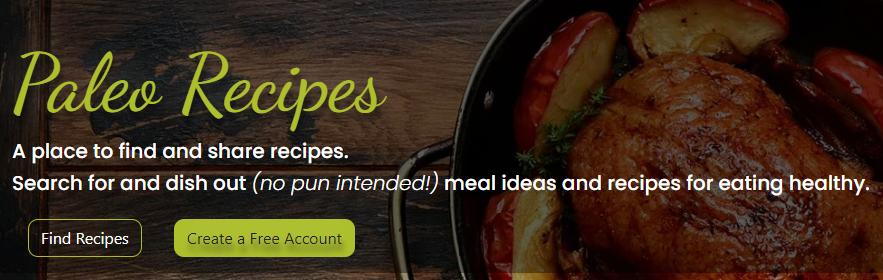 Paleo Recipes
A place to find and share recipes.
Search for and dish out (no pun intended!) meal ideas and recipes for eating healthy.
Find Recipes
Create a Free Account